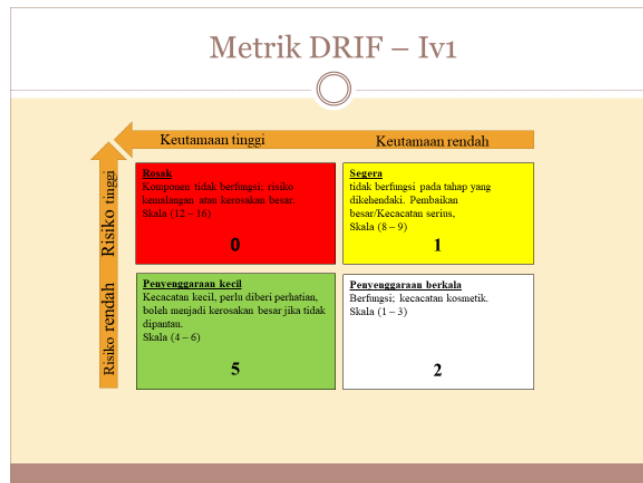 Metrik DRIF – Iv1
Keutamaan tinggi
Keutamaan rendah
Risiko tinggi
Risiko rendah
Rosak
Komponen tidak berfungsi; risiko
kemalangan atau kerosakan besar.
Skala (12 – 16)
0
Segera
tidak berfungsi pada tahap yang
dikehendaki. Pembaikan
besar/Kecacatan serius,
Skala (8 – 9)
1
Penyenggaraan kecil
Kecacatan kecil, perlu diberi perhatian,
boleh menjadi kerosakan besar jika tidak
dipantau.
Skala (4 – 6)
5
Penyenggaraan berkala
Berfungsi; kecacatan kosmetik.
Skala (1 – 3)
2